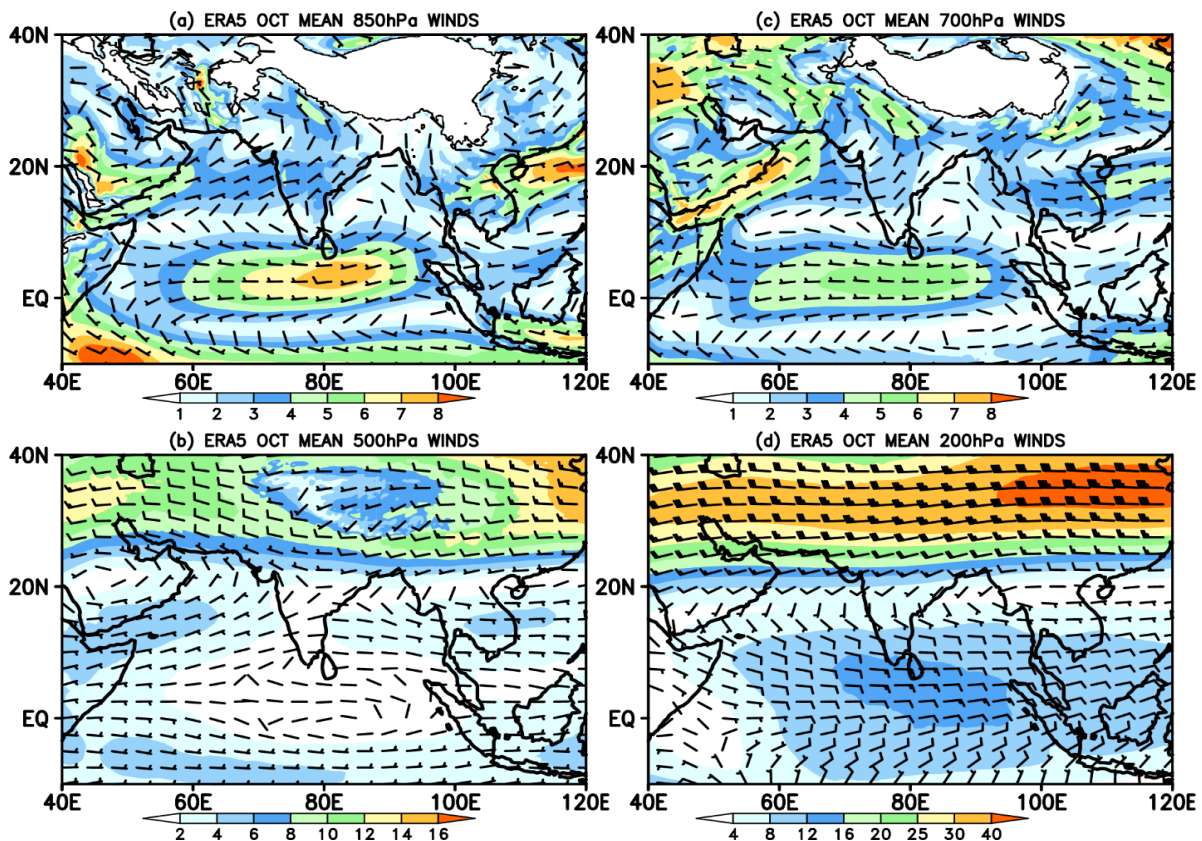 (a) ERA5 OCT MEAN 850hPa WINDS
40N
30N
20N
10N
EQ
40E 60E 80E 100E 120E
1 2 3 4 5 6 7 8
(c) ERA5 OCT MEAN 700hPa WINDS
40N
30N
20N
10N
EQ
40E 60E 80E 100E 120E
1 2 3 4 5 6 7 8
(b) ERA5 OCT MEAN 500hPa WINDS
40N
20N
EQ
40E 60E 80E 100E 120E
2 4 6 8 10 12 14 16
(d) ERA5 OCT MEAN 200hPa WINDS
40N
20N
EQ
40E 60E 80E 100E 120E
4 8 12 16 20 25 30 40